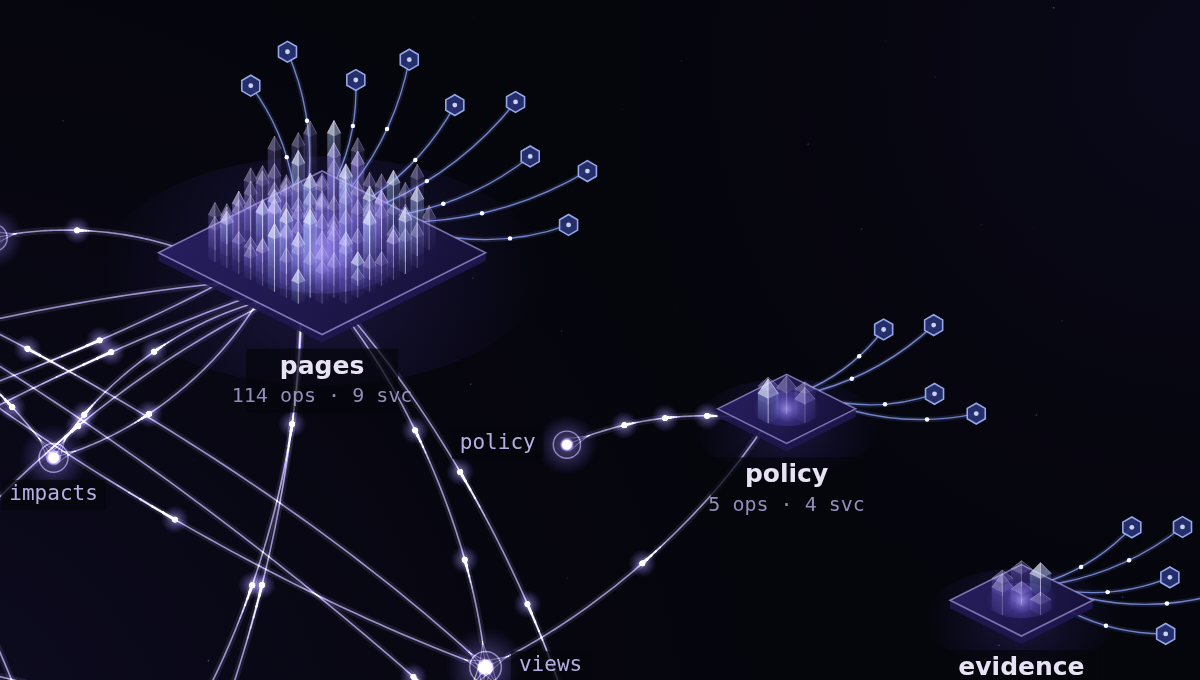 pages
114 ops · 9 svc
policy
policy
5 ops · 4 svc
impacts
views
evidence